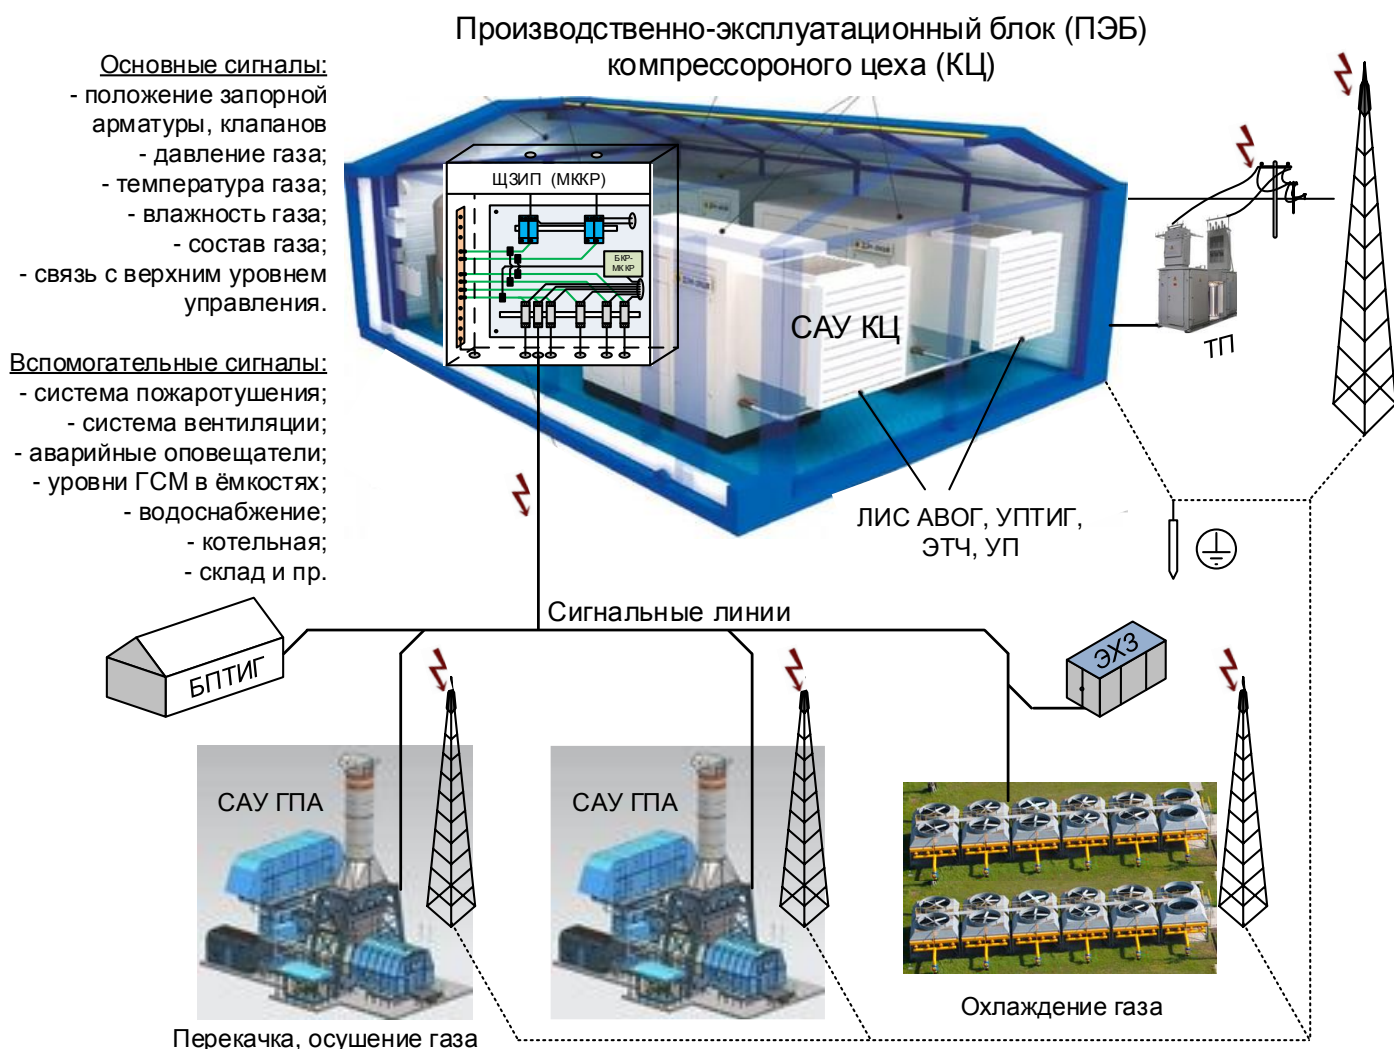 Производственно-эксплуатационный блок (ПЭБ)
компрессороного цеха (КЦ)
Основные сигналы:
- положение запорной
арматуры, клапанов
- давление газа;
- температура газа;
- влажность газа;
- состав газа;
- связь с верхним уровнем
управления.
Вспомогательные сигналы:
- система пожаротушения;
- система вентиляции;
- аварийные оповещатели;
- уровни ГСМ в ёмкостях;
- водоснабжение;
- котельная;
- склад и пр.
ЩЗИП (МККР)
БКР-
МККР
САУ КЦ
ТП
ЛИС АВОГ, УПТИГ,
ЭТЧ, УП
Сигнальные линии
БПТИГ
ЭХЗ
САУ ГПА
САУ ГПА
Охлаждение газа
Перекачка, осушение газа